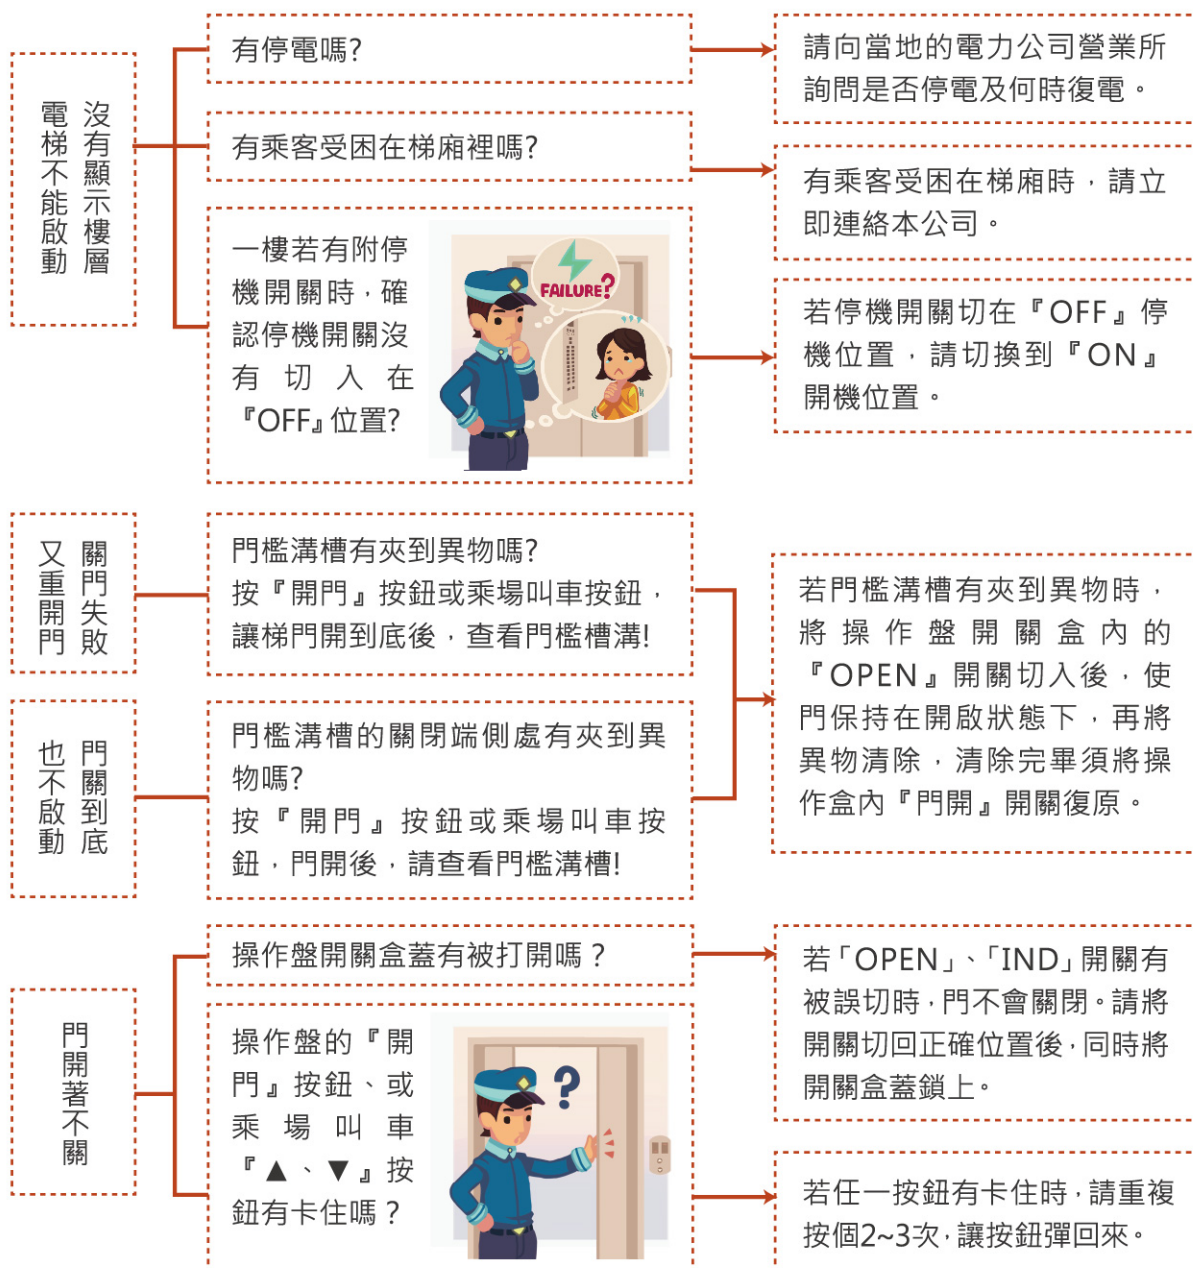 沒有顯示樓層
電梯不能啟動
有停電嗎?
請向當地的電力公司營業所
詢問是否停電及何時復電。
有乘客受困在梯廂裡嗎?
有乘客受困在梯廂時，請立
即連絡本公司。
一樓若有附停
機開關時，確
認停機開關沒
有切入在
『OFF』位置?
FAILURE?
若停機開關切在『OFF』停
機位置，請切換到『ON』
開機位置。
關門失敗
又重開門
門檻溝槽有夾到異物嗎?
按『開門』按鈕或乘場叫車按鈕，
讓梯門開到底後，查看門檻槽溝!
門關到底
也不啟動
門檻溝槽的關閉端側處有夾到異
物嗎?
按『開門』按鈕或乘場叫車按
鈕，門開後，請查看門檻溝槽!
若門檻溝槽有夾到異物時，
將操作盤開關盒內的
『OPEN』開關切入後，使
門保持在開啟狀態下，再將
異物清除，清除完畢須將操
作盒內『門開』開關復原。
門開著不關
操作盤開關盒蓋有被打開嗎？
若「OPEN」、「IND」開關有
被誤切時，門不會關閉。請將
開關切回正確位置後，同時將
開關盒蓋鎖上。
操作盤的『開
門』按鈕、或
乘場叫車
『▲、▼』按
鈕有卡住嗎？
?
若任一按鈕有卡住時，請重複
按個2~3次，讓按鈕彈回來。